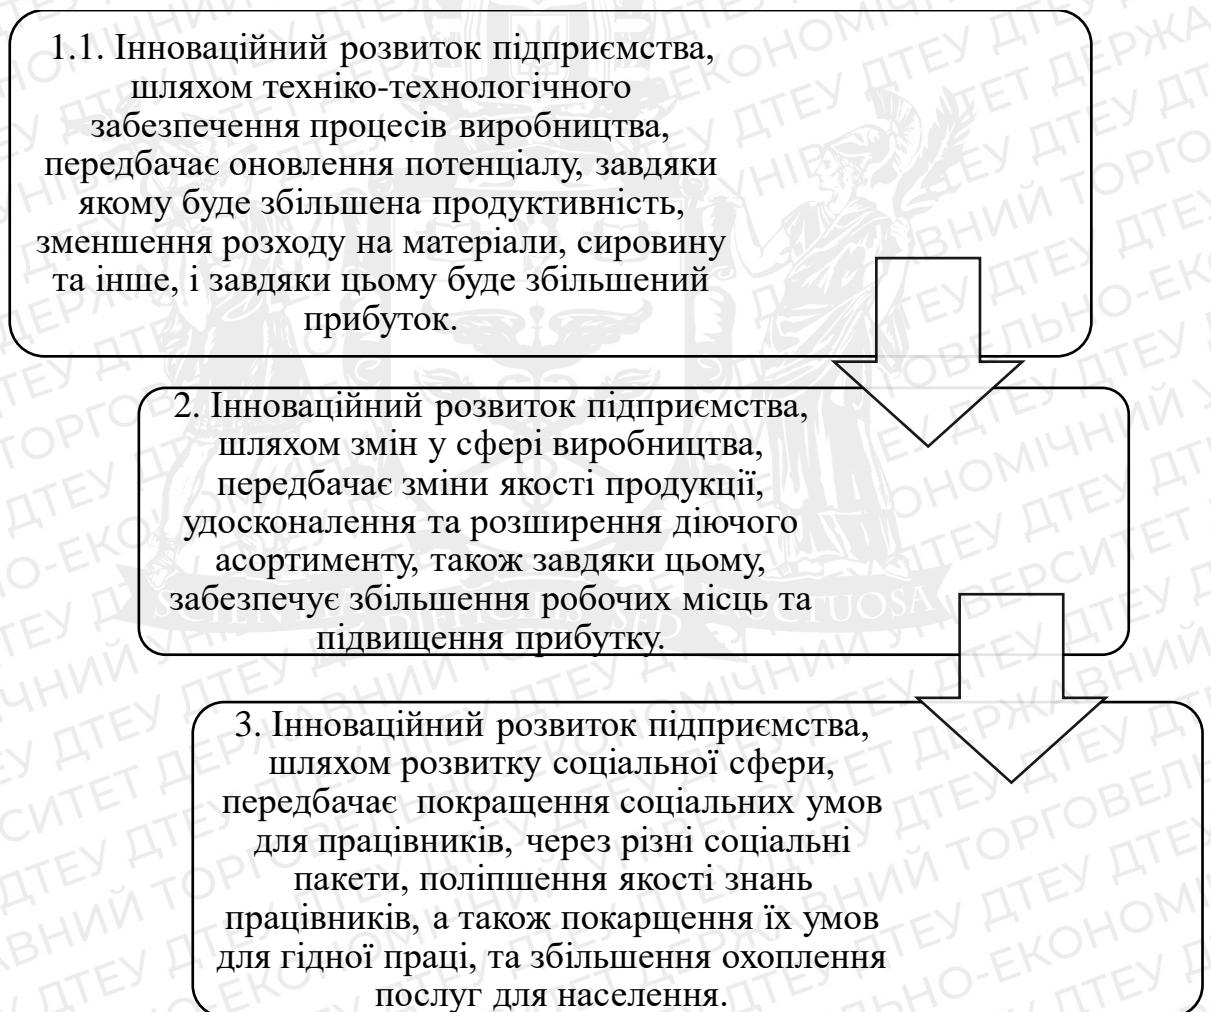 1.1. Інноваційний розвиток підприємства,
шляхом техніко-технологічного
забезпечення процесів виробництва,
передбачає оновлення потенціалу, завдяки
якому буде збільшена продуктивність,
зменшення розходу на матеріали, сировину
та інше, і завдяки цьому буде збільшений
прибуток.
2. Інноваційний розвиток підприємства,
шляхом змін у сфері виробництва,
передбачає зміни якості продукції,
удосконалення та розширення діючого
асортименту, також завдяки цьому,
забезпечує збільшення робочих місць та
підвищення прибутку.
3. Інноваційний розвиток підприємства,
шляхом розвитку соціальної сфери,
передбачає  покращення соціальних умов
для працівників, через різні соціальні
пакети, поліпшення якості знань
працівників, а також покарщення їх умов
для гідної праці, та збільшення охоплення
послуг для населення.